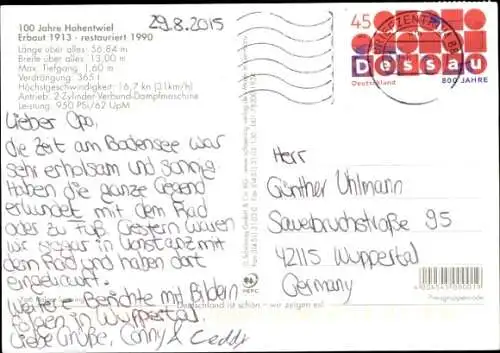 100 Jahre Hohentwiel
Erbaut 1913 - restauriert 1990
Länge über alles: 56,84 m
Breite über alles: 13,00 m
Max. Tiefgang: 1,60 m
Verdrängung: 365 t
Höchstgeschwindigkeit: 16,7 kn (31km/h)
Antrieb: 2-Zylinder-Verbund-Dampfmaschine
Leistung: 950 PSi/62 UpM
29.8.2015
Lieber Opa,
die Zeit am Bodensee war
sehr erholsam und sonnig.
Haben die ganze Gegend
erkundet mit dem Rad
oder zu Fuß. Gestern waren
wir sogar in Constanz mit
dem Rad und haben dort
eingekauft.
Weitere Berichte mit Bildern
folgen in Wuppertal.
Liebe Grüße, Conny & Ceddy
Deutschland ist schön – wir zeigen es!
45
Dessau
Deutschland
800 JAHRE
Herr
Günther Uhlmann
Sauerbruchstraße 95
42115 Wuppertal
Germany